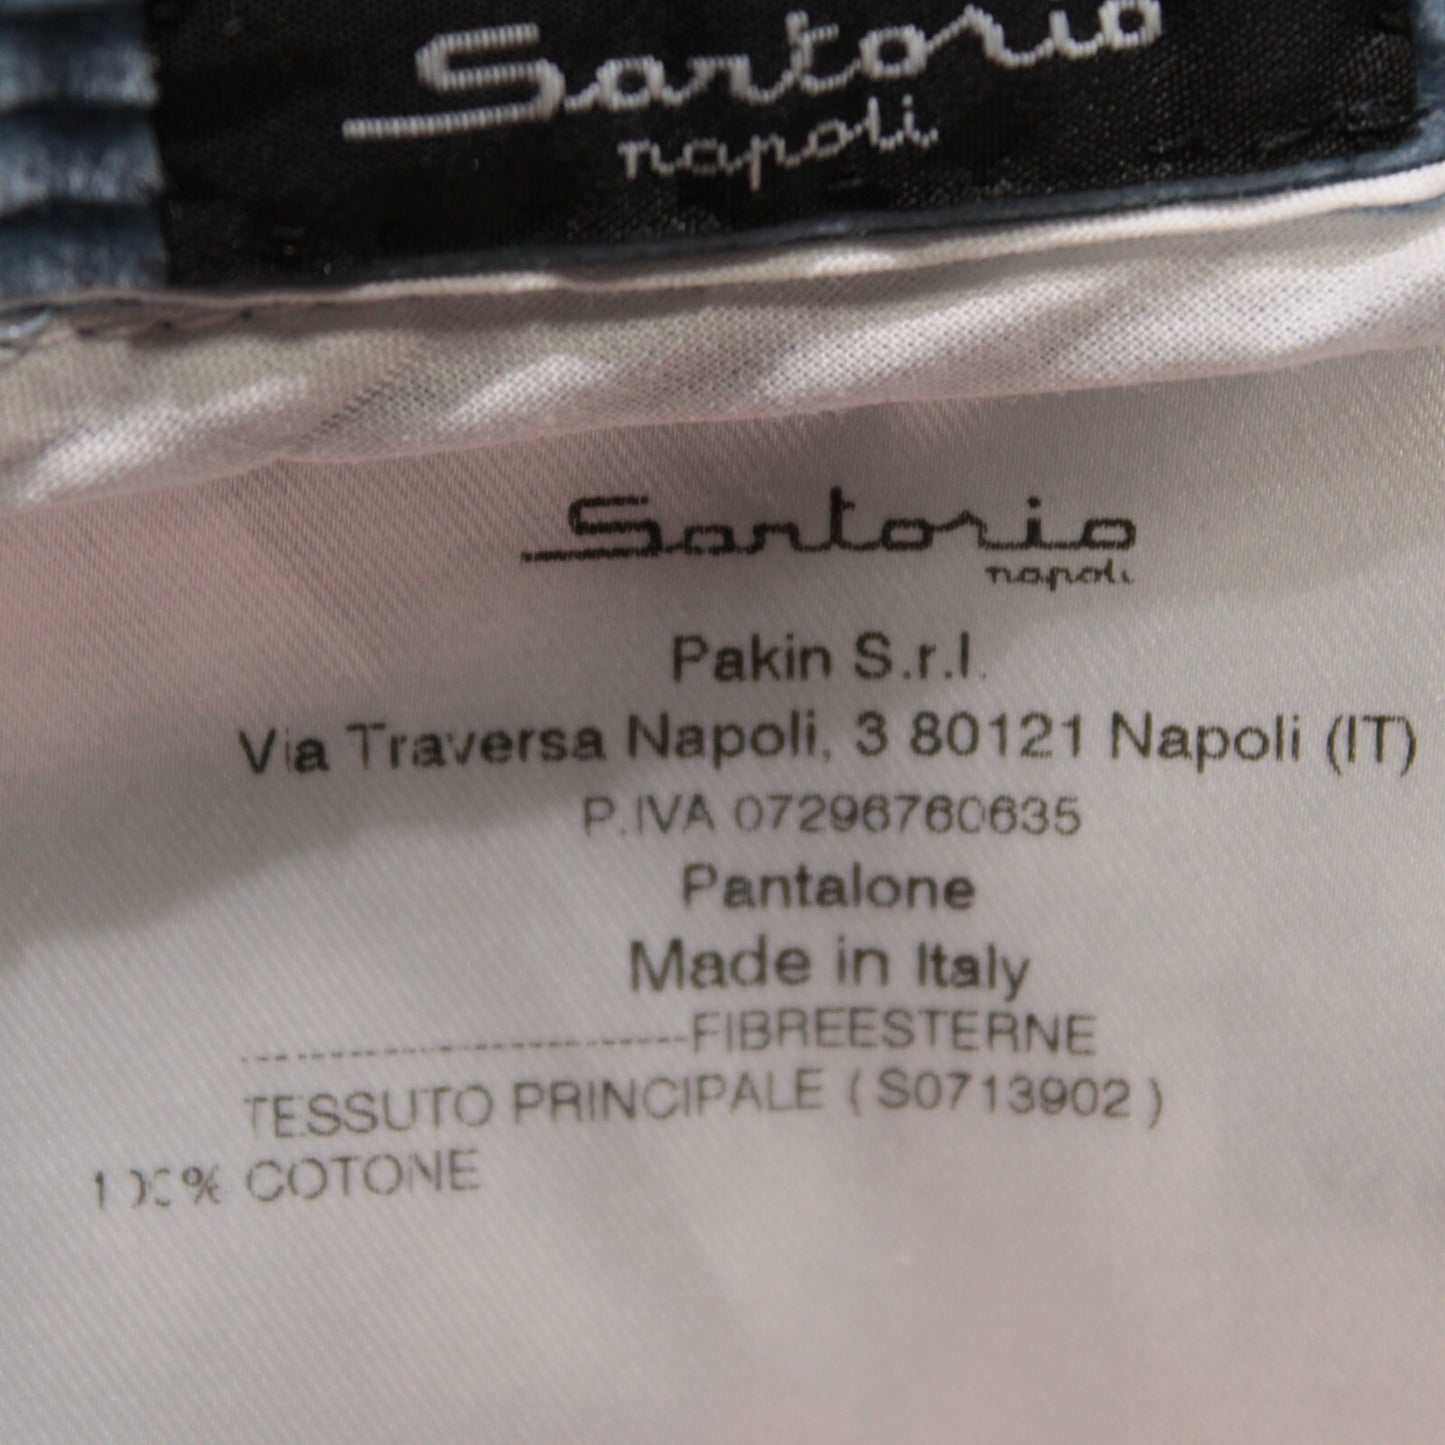 Sartorio
napoli
Sartorio
napoli
Pakin S.r.l.
Via Traversa Napoli, 3 80121 Napoli (IT)
P.IVA 07296760635
Pantalone
Made in Italy
-------------------------FIBREESTERNE
TESSUTO PRINCIPALE ( S0713902 )
100% COTONE